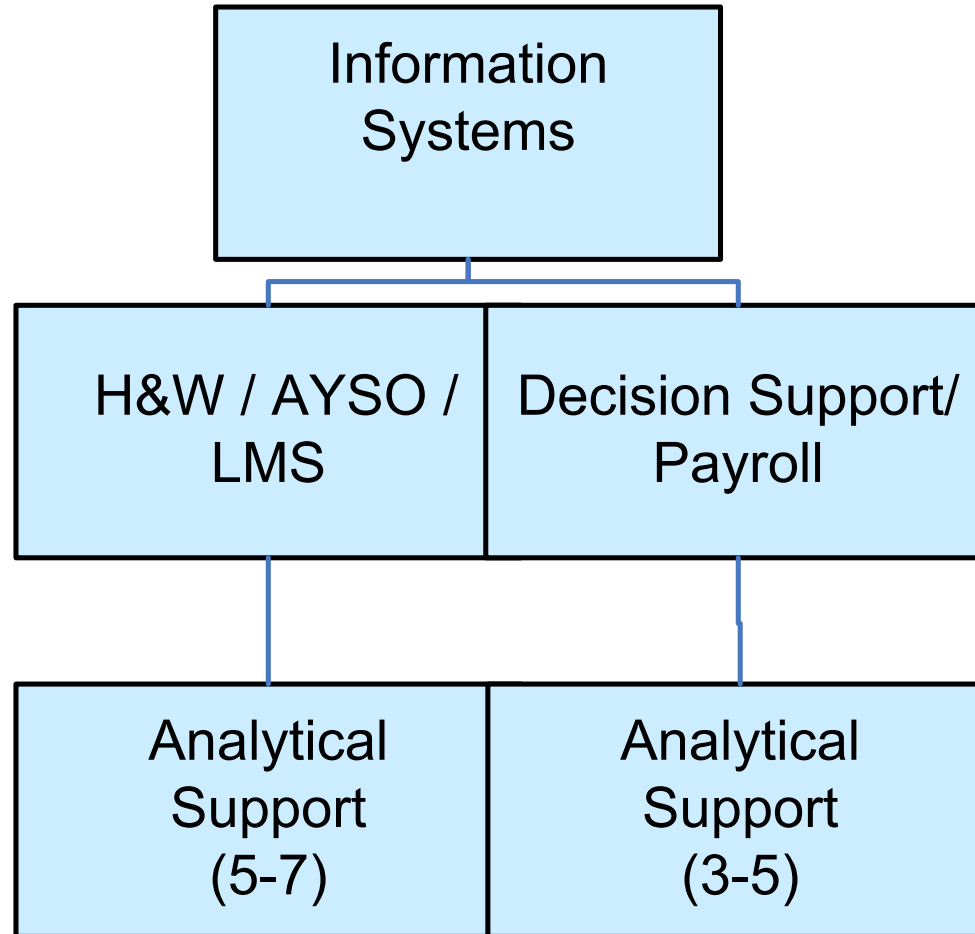 Information
Systems
H&W / AYSO /
LMS
Decision Support/
Payroll
Analytical
Support
(5-7)
Analytical
Support
(3-5)